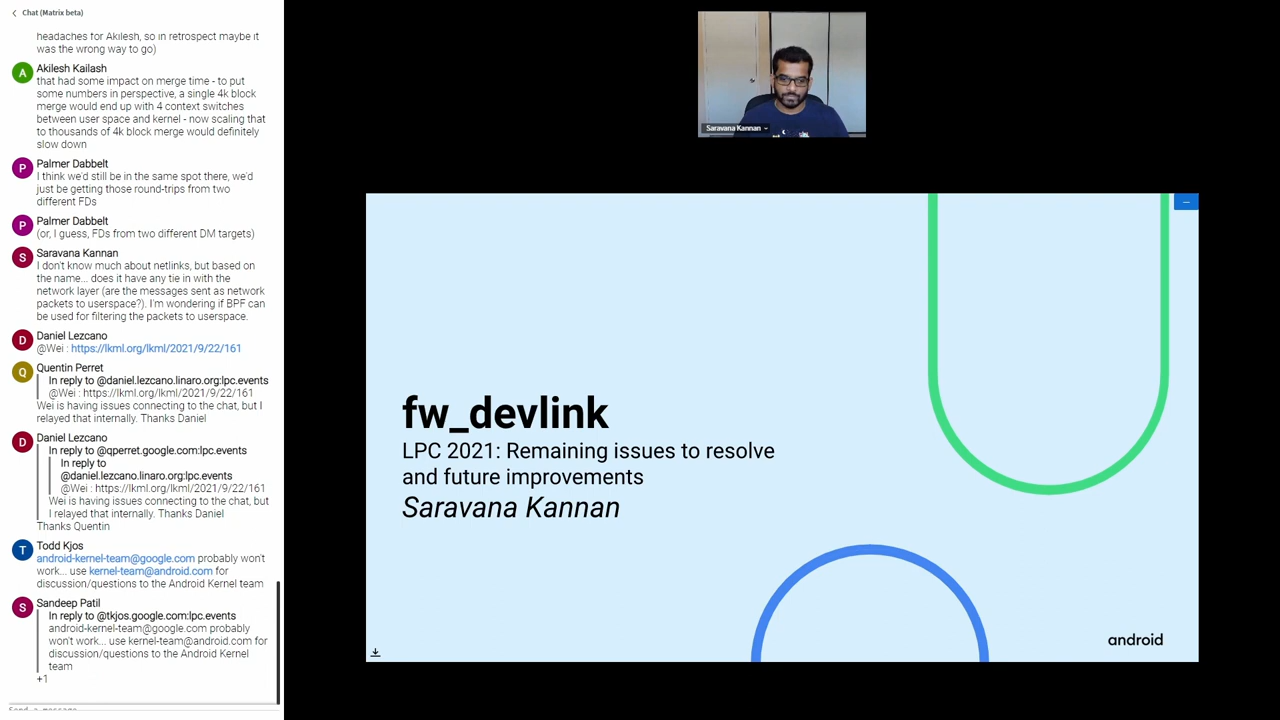 Chat (Matrix beta)
headaches for Akilesh, so in retrospect maybe it
was the wrong way to go)
A
Akilesh Kailash
that had some impact on merge time - to put
some numbers in perspective, a single 4k block
merge would end up with 4 context switches
between user space and kernel - now scaling that
to thousands of 4k block merge would definitely
slow down
P
Palmer Dabbelt
I think we'd still be in the same spot there, we'd
just be getting those round-trips from two
different FDs
P
Palmer Dabbelt
(or, I guess, FDs from two different DM targets)
S
Saravana Kannan
I don't know much about netlinks, but based on
the name... does it have any tie in with the
network layer (are the messages sent as network
packets to userspace?). I'm wondering if BPF can
be used for filtering the packets to userspace.
D
Daniel Lezcano
@Wei : https://lkml.org/lkml/2021/9/22/161
Q
Quentin Perret
In reply to @daniel.lezcano.linaro.org:lpc.events
@Wei : https://lkml.org/lkml/2021/9/22/161
Wei is having issues connecting to the chat, but I
relayed that internally. Thanks Daniel
D
Daniel Lezcano
In reply to @qperret.google.com:lpc.events
In reply to
@daniel.lezcano.linaro.org:lpc.events
@Wei : https://lkml.org/lkml/2021/9/22/161
Wei is having issues connecting to the chat, but
I relayed that internally. Thanks Daniel
Thanks Quentin
T
Todd Kjos
android-kernel-team@google.com probably won't
work... use kernel-team@android.com for
discussion/questions to the Android Kernel team
S
Sandeep Patil
In reply to @tkjos.google.com:lpc.events
android-kernel-team@google.com probably
won't work... use kernel-team@android.com for
discussion/questions to the Android Kernel
team
+1
Send a message
Saravana Kannan
fw_devlink
LPC 2021: Remaining issues to resolve
and future improvements
Saravana Kannan
android